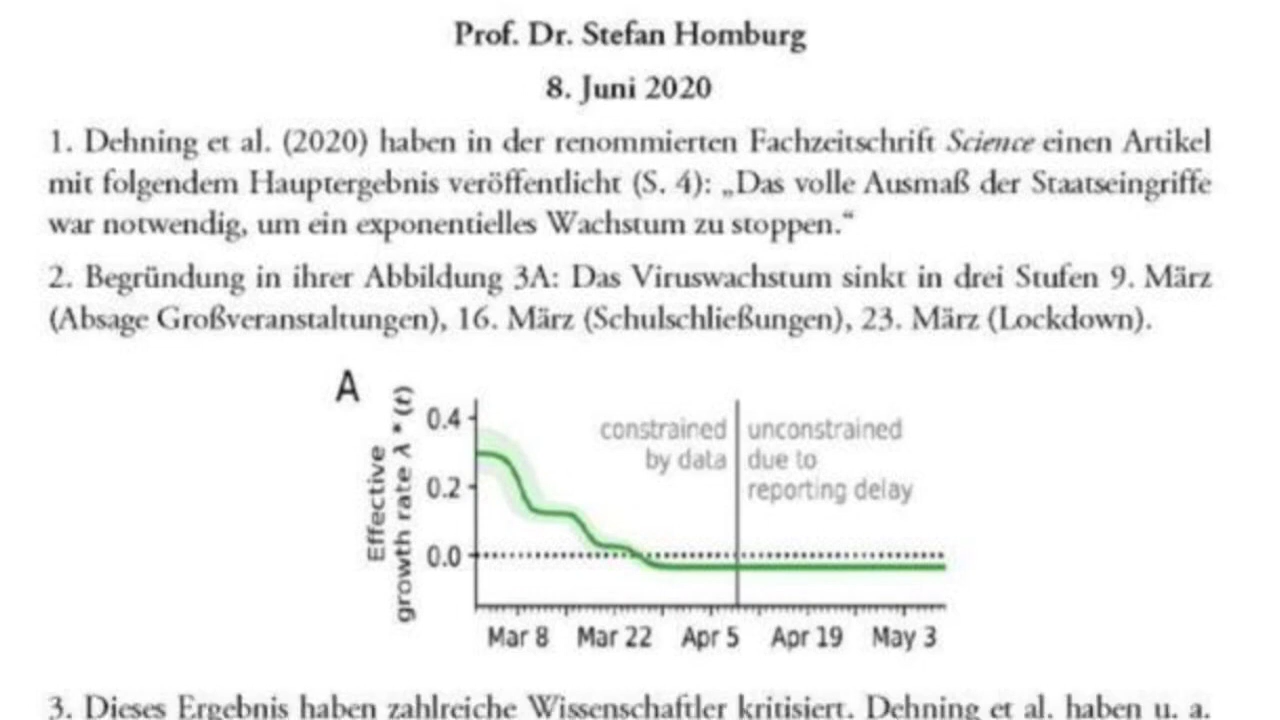 Prof. Dr. Stefan Homburg
8. Juni 2020
1. Dehning et al. (2020) haben in der renommierten Fachzeitschrift Science einen Artikel
mit folgendem Hauptergebnis veröffentlicht (S. 4): „Das volle Ausmaß der Staatseingriffe
war notwendig, um ein exponentielles Wachstum zu stoppen.“
2. Begründung in ihrer Abbildung 3A: Das Viruswachstum sinkt in drei Stufen 9. März
(Absage Großveranstaltungen), 16. März (Schulschließungen), 23. März (Lockdown).
A
Effective
growth rate λ*(t)
0.4
0.2
0.0
constrained
by data
unconstrained
due to
reporting delay
Mar 8 Mar 22 Apr 5 Apr 19 May 3
3. Dieses Ergebnis haben zahlreiche Wissenschaftler kritisiert. Dehning et al. haben u. a.